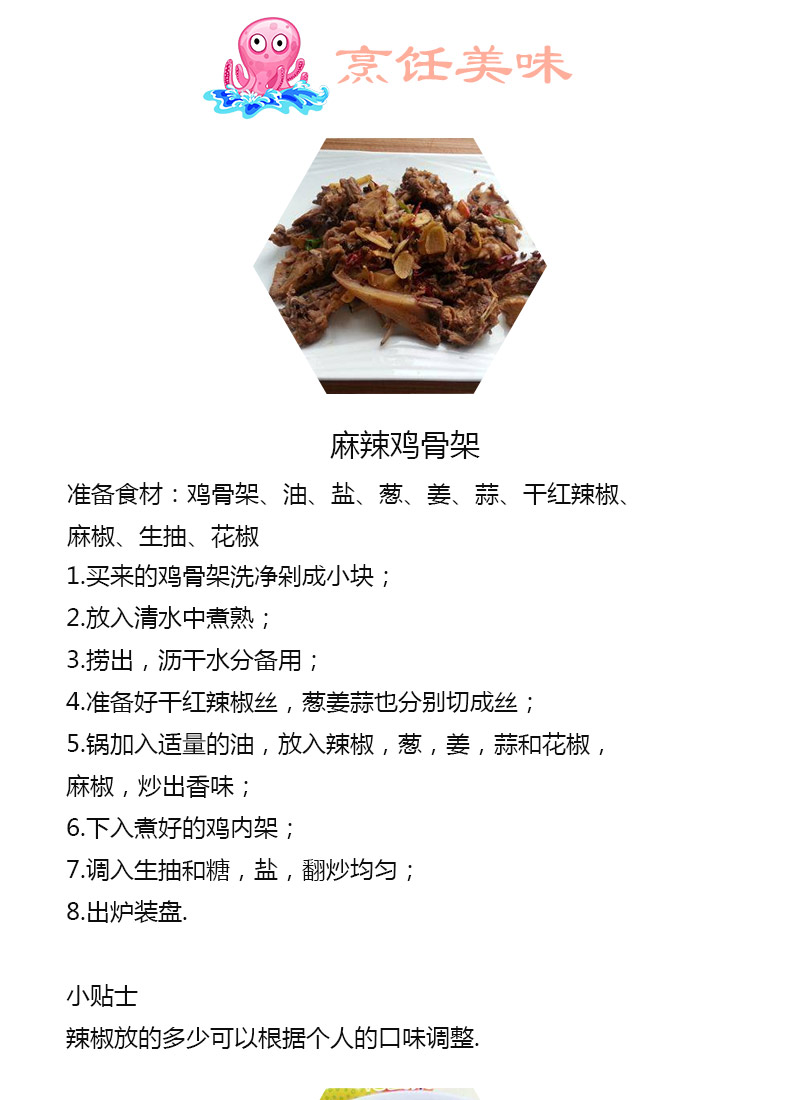 烹饪美味
麻辣鸡骨架
准备食材：鸡骨架、油、盐、葱、姜、蒜、干红辣椒、
麻椒、生抽、花椒
1.买来的鸡骨架洗净剁成小块；
2.放入清水中煮熟；
3.捞出，沥干水分备用；
4.准备好干红辣椒丝，葱姜蒜也分别切成丝；
5.锅加入适量的油，放入辣椒，葱，姜，蒜和花椒，
麻椒，炒出香味；
6.下入煮好的鸡内架；
7.调入生抽和糖，盐，翻炒均匀；
8.出炉装盘.
小贴士
辣椒放的多少可以根据个人的口味调整.